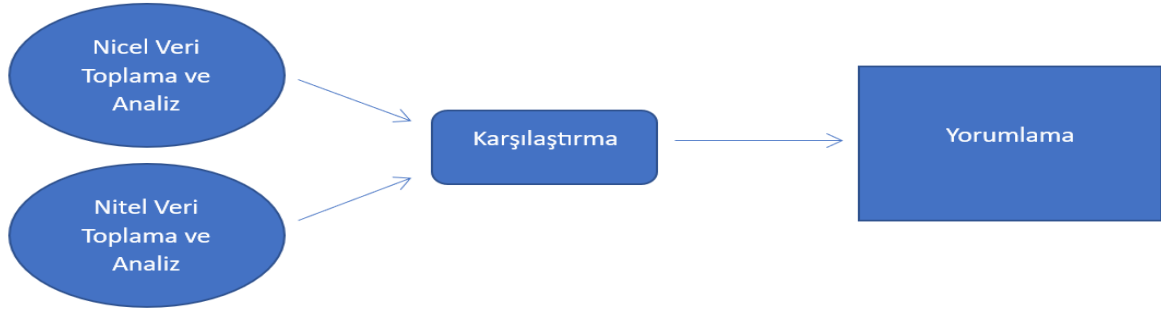 Nicel Veri
Toplama ve
Analiz
Nitel Veri
Toplama ve
Analiz
Karşılaştırma
Yorumlama